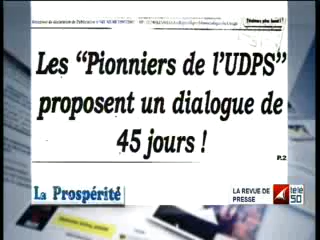 Les “Pionniers de l’UDPS”
proposent un dialogue de
45 jours !
P.2
La Prospérité
LA REVUE DE
PRESSE
télé
50